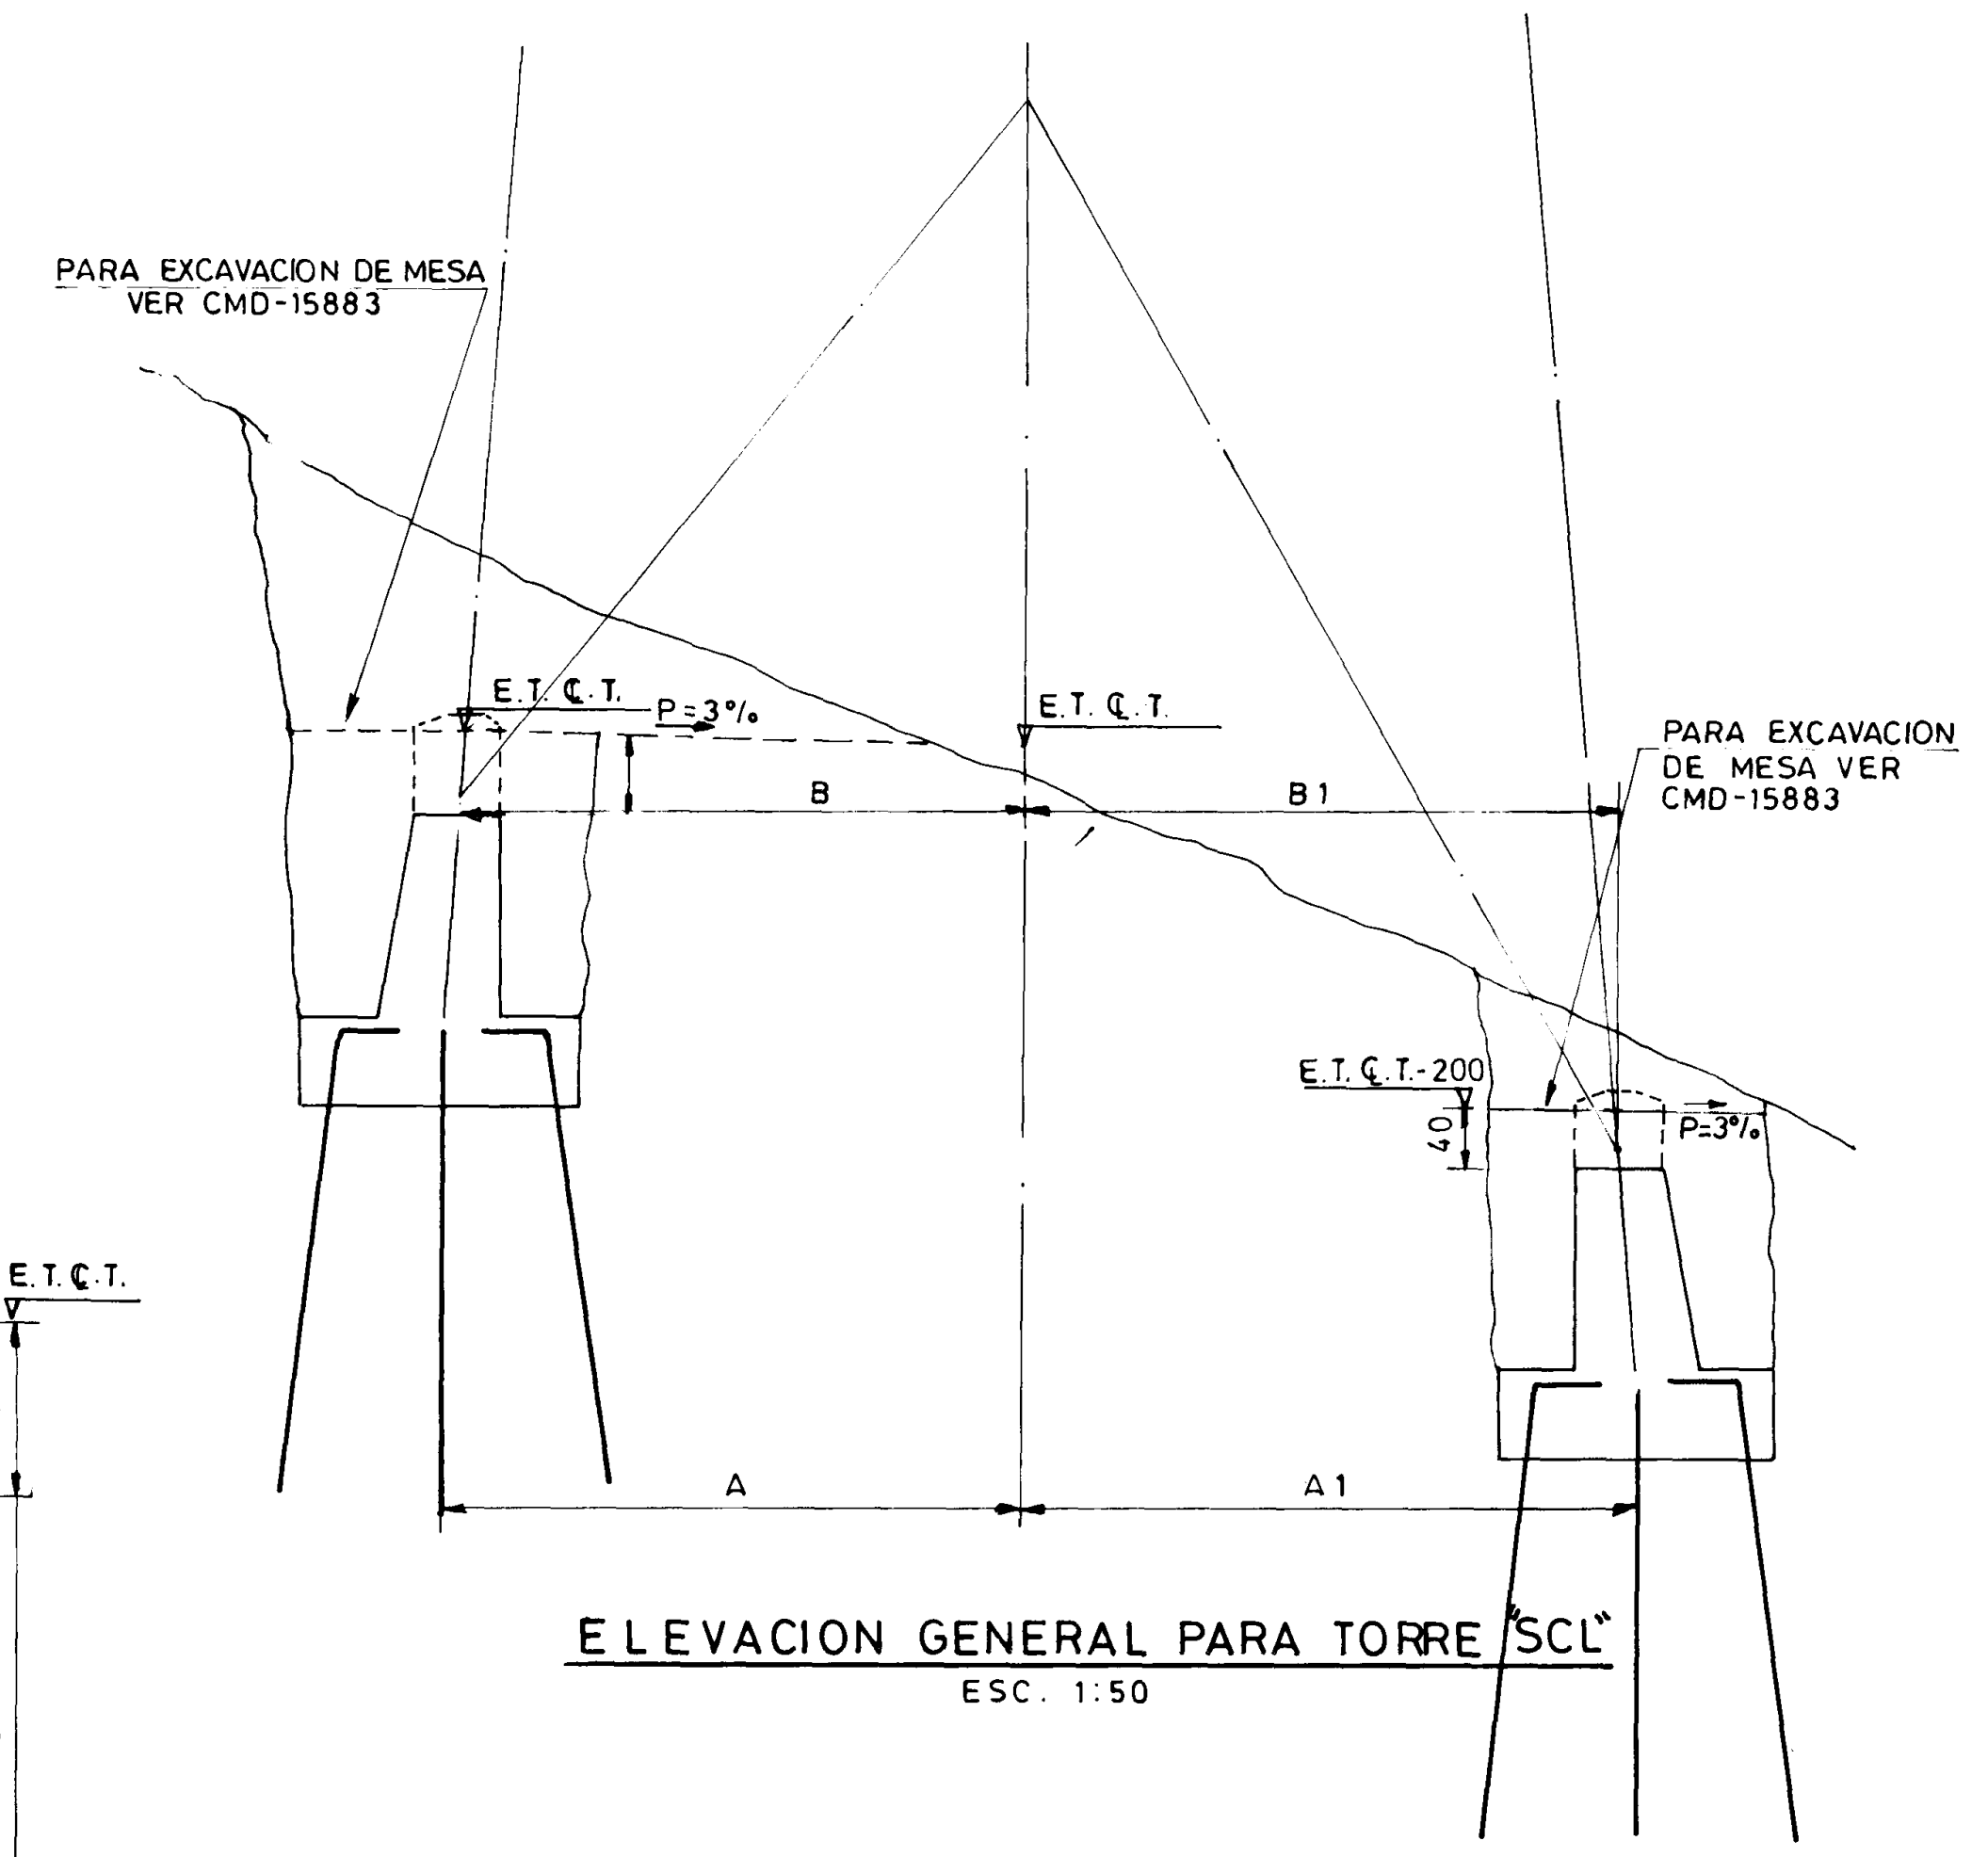 PARA EXCAVACION DE MESA
VER CMD-15883
E.T. ℄.T.
P=3%
E.T. ℄.T.
PARA EXCAVACION
DE MESA VER
CMD-15883
B
B1
E.T. ℄.T.-200
40
P=3%
E.T.℄.T.
A
A1
ELEVACION GENERAL PARA TORRE "SCL"
ESC. 1:50